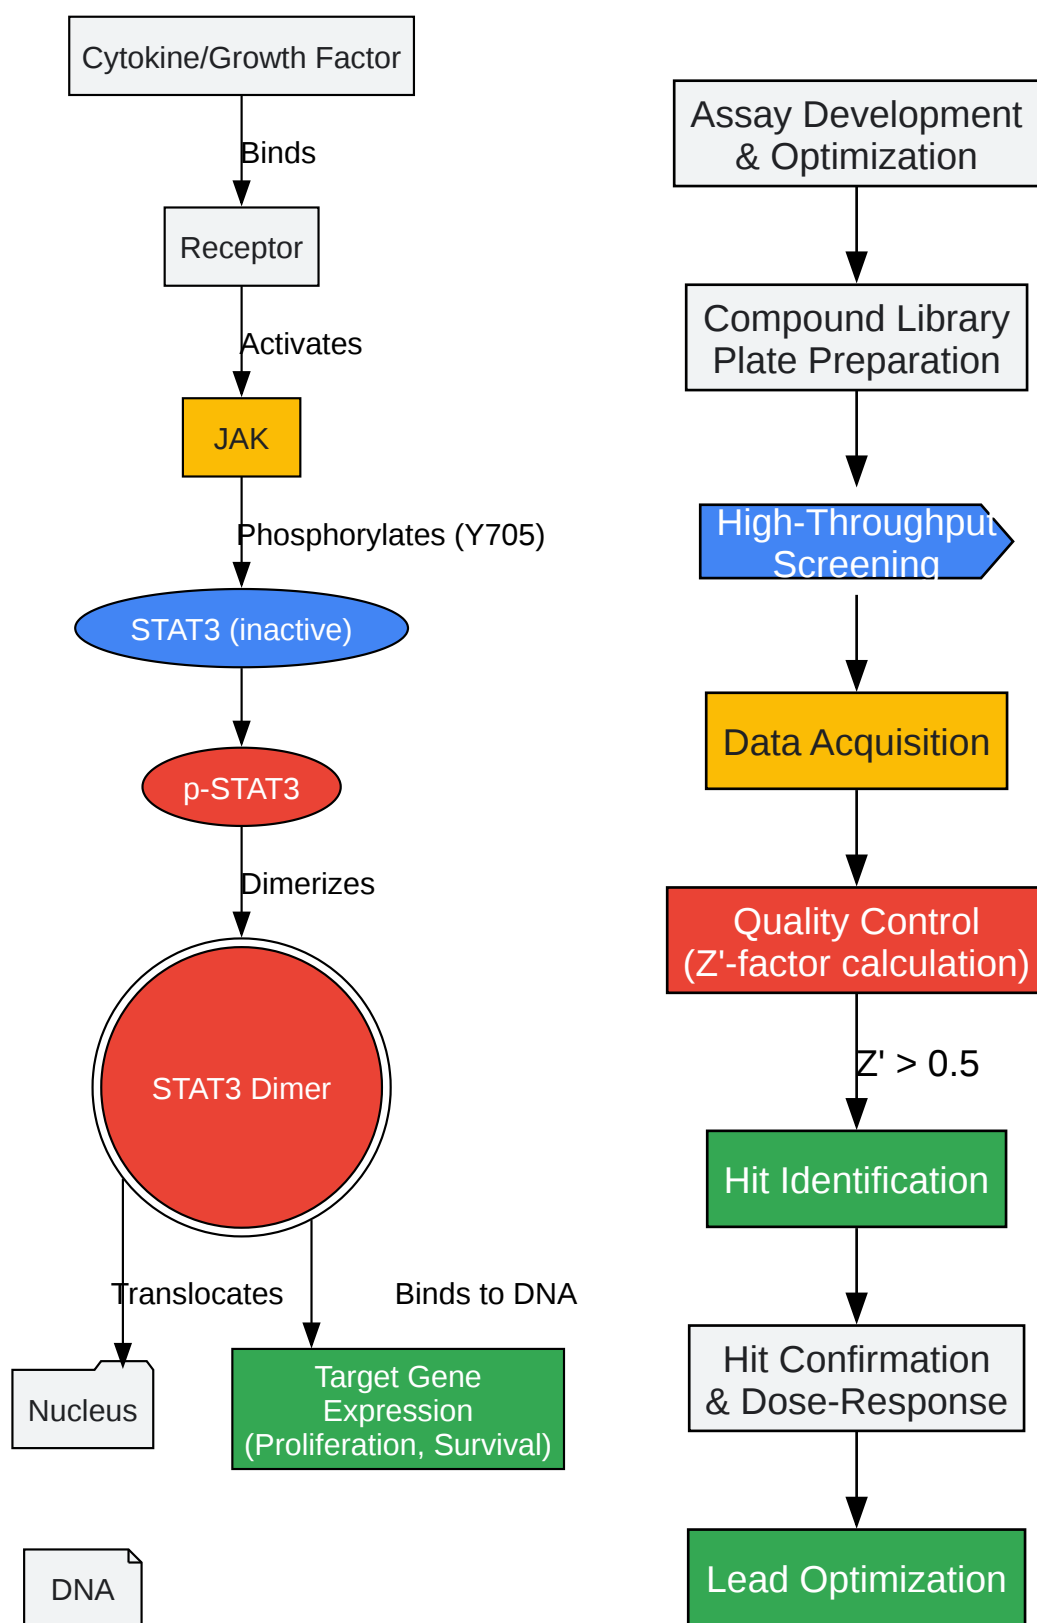 Cytokine/Growth Factor
Binds
Receptor
Activates
JAK
Phosphorylates (Y705)
STAT3 (inactive)
p-STAT3
Dimerizes
STAT3 Dimer
Translocates
Binds to DNA
Nucleus
Target Gene
Expression
(Proliferation, Survival)
DNA
Assay Development
& Optimization
Compound Library
Plate Preparation
High-Throughput
Screening
Data Acquisition
Quality Control
(Z'-factor calculation)
Z' > 0.5
Hit Identification
Hit Confirmation
& Dose-Response
Lead Optimization